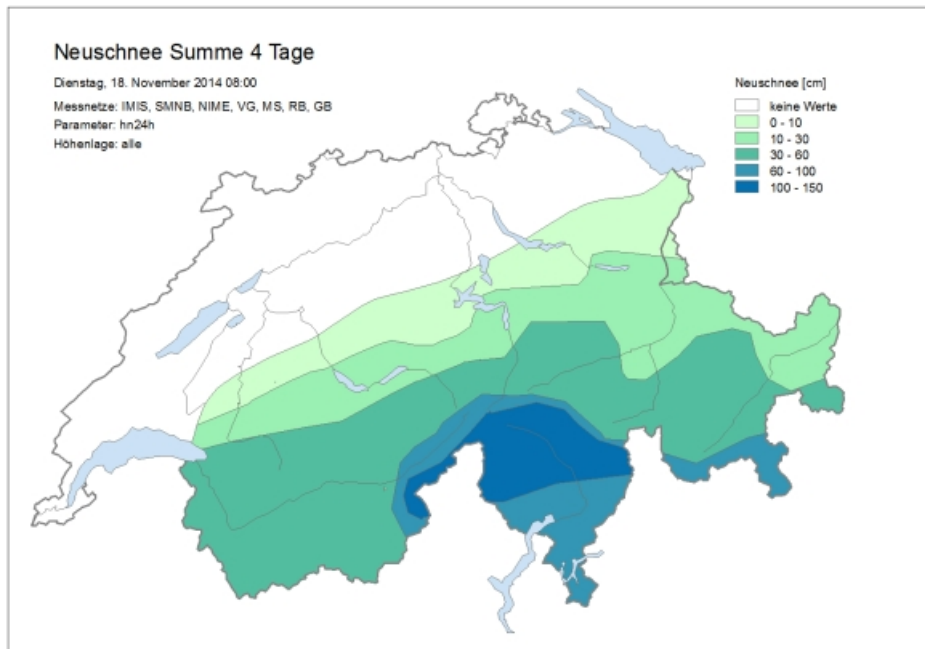 Neuschnee Summe 4 Tage
Dienstag, 18. November 2014 08:00
Messnetze: IMIS, SMNB, NIME, VG, MS, RB, GB
Parameter: hn24h
Höhenlage: alle
Neuschnee [cm]
keine Werte
0 - 10
10 - 30
30 - 60
60 - 100
100 - 150